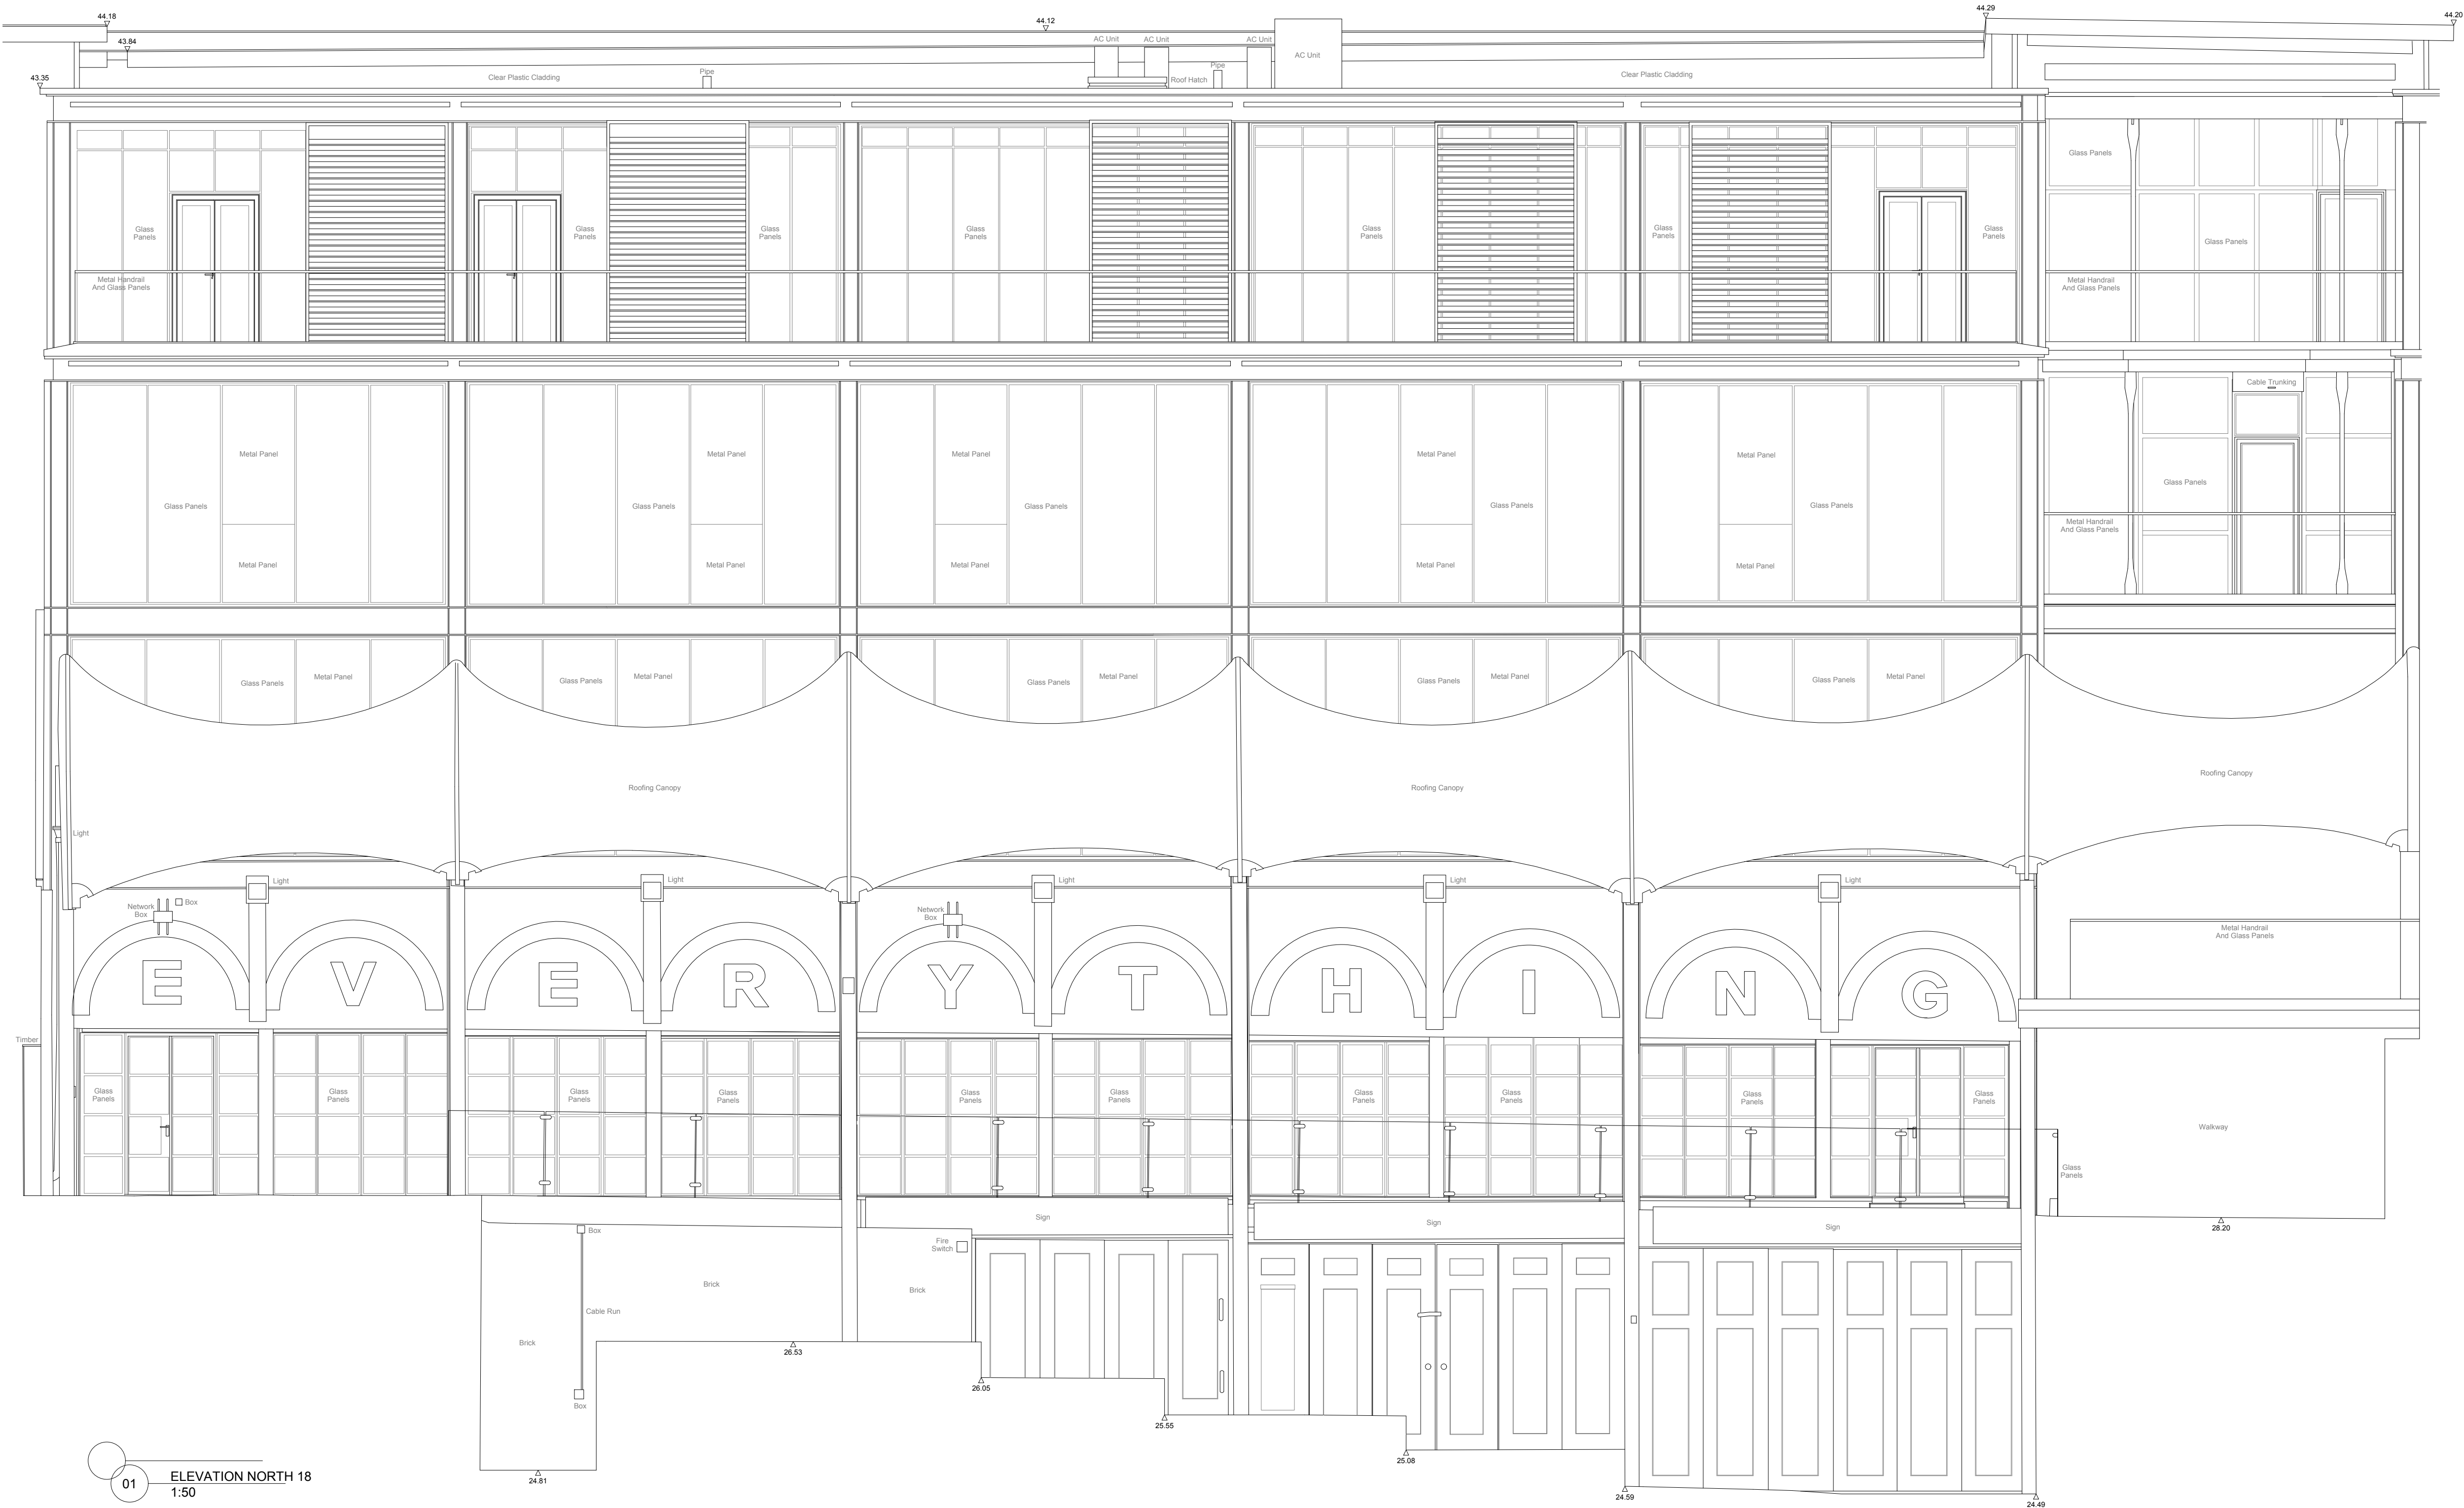 44.18
44.12
44.29
44.20
43.84
AC Unit
AC Unit
AC Unit
AC Unit
43.35
Clear Plastic Cladding
Pipe
Roof Hatch
Pipe
Clear Plastic Cladding
Glass Panels
Glass
Panels
Glass
Panels
Glass
Panels
Glass
Panels
Glass
Panels
Glass
Panels
Glass
Panels
Glass Panels
Metal Handrail
And Glass Panels
Metal Handrail
And Glass Panels
Cable Trunking
Metal Panel
Metal Panel
Metal Panel
Metal Panel
Metal Panel
Glass Panels
Glass Panels
Glass Panels
Glass Panels
Glass Panels
Glass Panels
Metal Handrail
And Glass Panels
Metal Panel
Metal Panel
Metal Panel
Metal Panel
Metal Panel
Glass Panels
Metal Panel
Glass Panels
Metal Panel
Glass Panels
Metal Panel
Glass Panels
Metal Panel
Glass Panels
Metal Panel
Roofing Canopy
Roofing Canopy
Roofing Canopy
Light
Light
Light
Light
Light
Light
Network
Box
Box
Network
Box
Metal Handrail
And Glass Panels
E V E R Y T H I N G
Timber
Glass
Panels
Glass
Panels
Glass
Panels
Glass
Panels
Glass
Panels
Glass
Panels
Glass
Panels
Glass
Panels
Glass
Panels
Glass
Panels
Walkway
Glass
Panels
Sign
Sign
Sign
28.20
Box
Fire
Switch
Brick
Brick
Cable Run
Brick
26.53
26.05
Box
25.55
25.08
24.81
24.59
24.49
01
ELEVATION NORTH 18
1:50